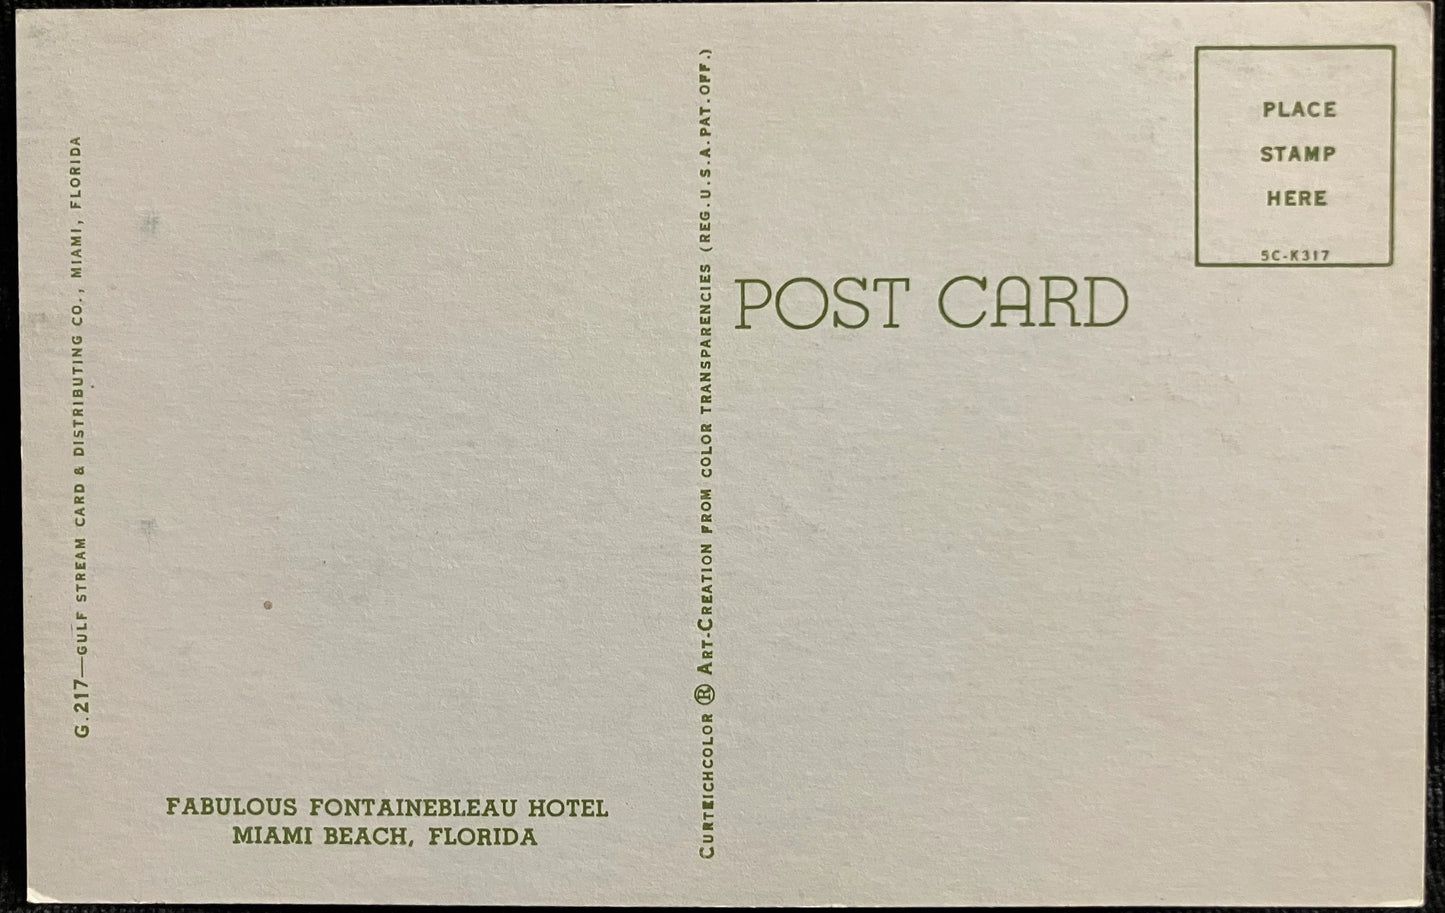 G.217—GULF STREAM CARD & DISTRIBUTING CO., MIAMI, FLORIDA
FABULOUS FONTAINEBLEAU HOTEL
MIAMI BEACH, FLORIDA
CURTEICHCOLOR ® ART-CREATION FROM COLOR TRANSPARENCIES (REG. U.S.A. PAT. OFF.)
POST CARD
PLACE
STAMP
HERE
5C-K317